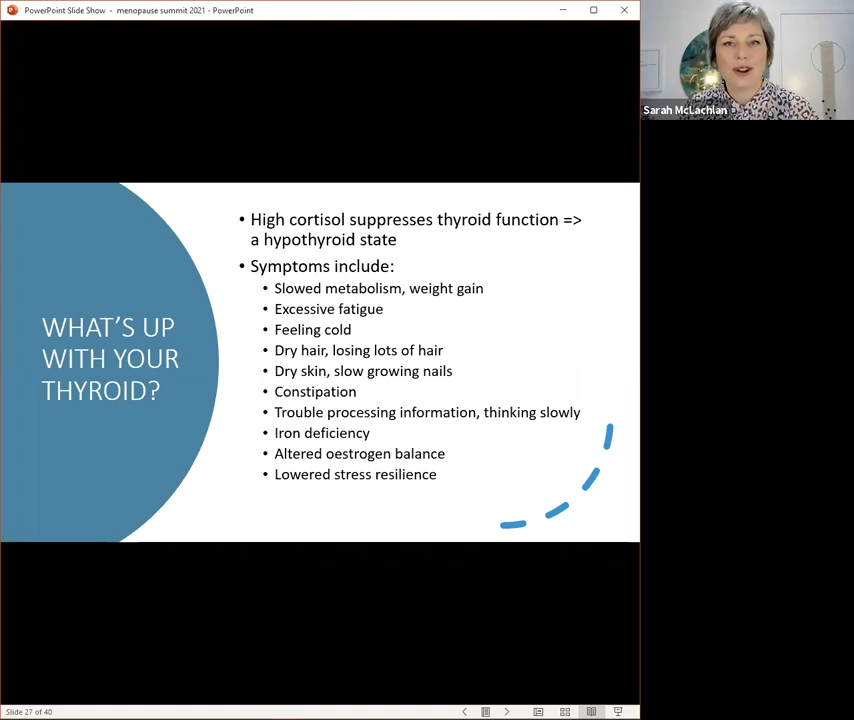 PowerPoint Slide Show - menopause summit 2021 - PowerPoint
Sarah McLachlan
WHAT'S UP
WITH YOUR
THYROID?
• High cortisol suppresses thyroid function =>
a hypothyroid state
• Symptoms include:
• Slowed metabolism, weight gain
• Excessive fatigue
• Feeling cold
• Dry hair, losing lots of hair
• Dry skin, slow growing nails
• Constipation
• Trouble processing information, thinking slowly
• Iron deficiency
• Altered oestrogen balance
• Lowered stress resilience
Slide 27 of 40